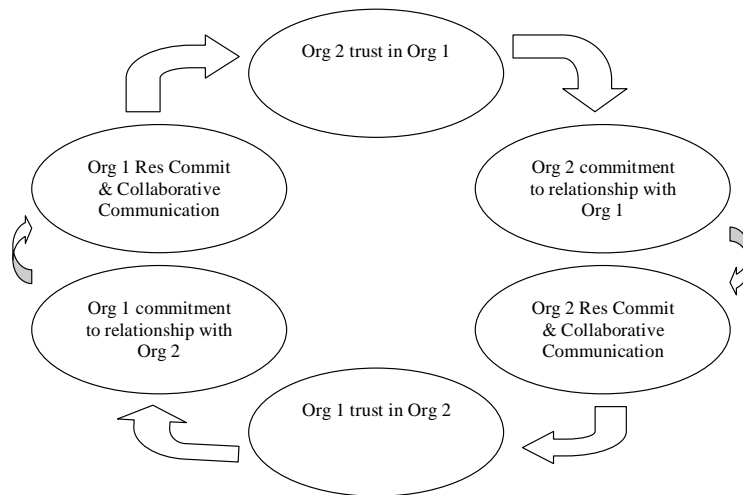 Org 2 trust in Org 1
Org 1 Res Commit
& Collaborative
Communication
Org 2 commitment
to relationship with
Org 1
Org 1 commitment
to relationship with
Org 2
Org 2 Res Commit
& Collaborative
Communication
Org 1 trust in Org 2